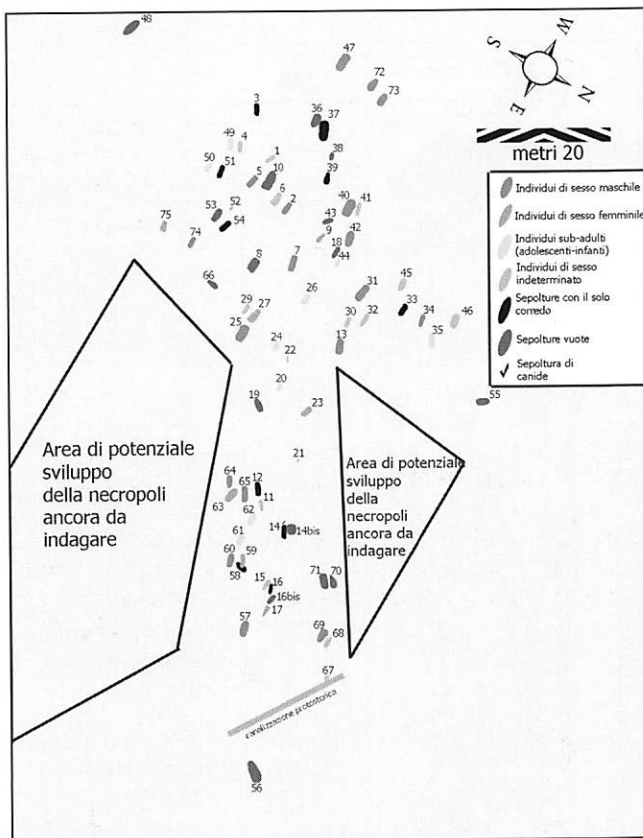 48
47
72
73
3
36
37
49
4
1
38
50
51
5
10
39
6
2
53
52
54
43
40
41
75
74
9
18
42
44
8
7
66
26
31
45
29
27
25
30
32
33
34
46
35
13
24
22
20
19
23
55
21
64
65
12
63
11
62
14
14bis
61
60
59
58
15
16
16bis
17
71
70
57
69
68
67
56
S
W
E
N
metri 20
Individui di sesso maschile
Individui di sesso femminile
Individui sub-adulti
(adolescenti-infanti)
Individui di sesso
indeterminato
Sepolture con il solo
corredo
Sepolture vuote
Sepoltura di
canide
Area di potenziale
sviluppo
della necropoli
ancora da
indagare
Area di potenziale
sviluppo
della
necropoli
ancora da
indagare
canalizzazione protostorica